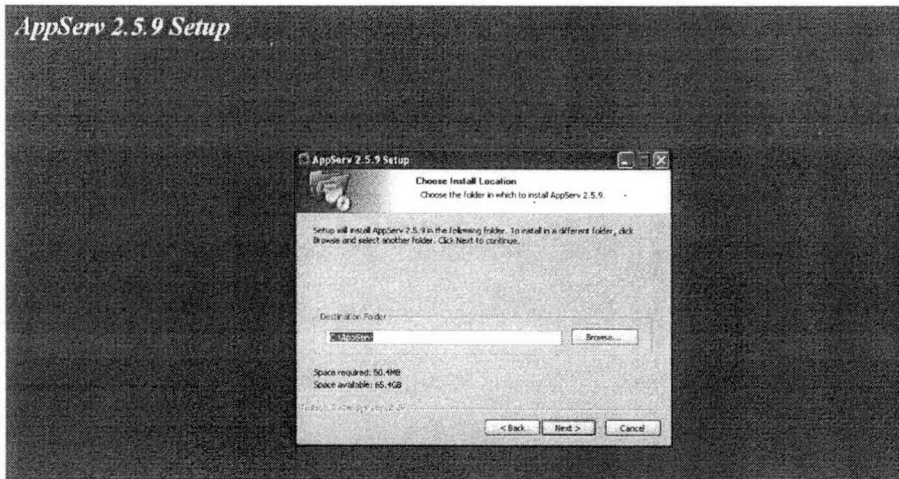 AppServ 2.5.9 Setup
AppServ 2.5.9 Setup
Choose Install Location
Choose the folder in which to install AppServ 2.5.9.
Setup will install AppServ 2.5.9 in the following folder. To install in a different folder, click
Browse and select another folder. Click Next to continue.
Destination Folder
C:\AppServ
Browse...
Space required: 50.4MB
Space available: 65.4GB
< Back
Next >
Cancel